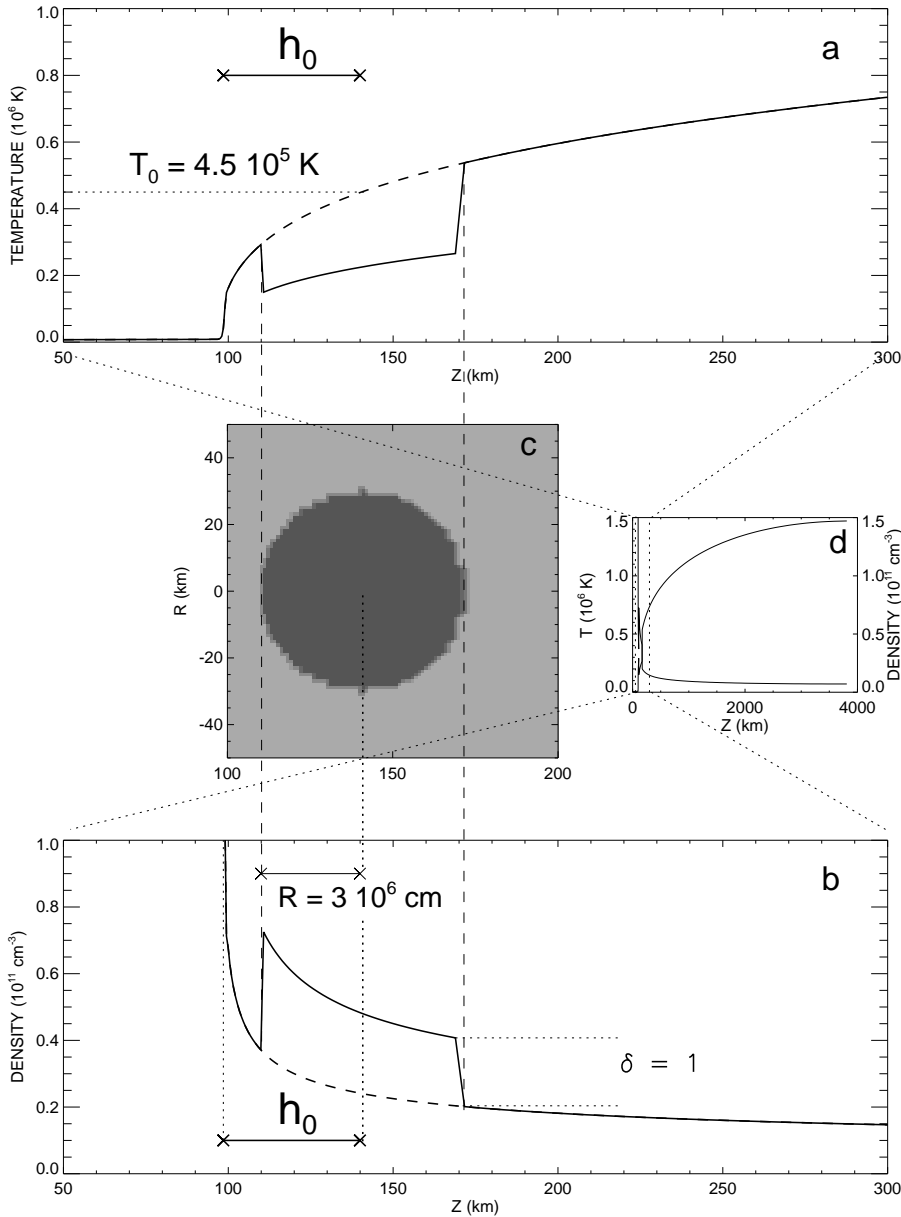 a
h0
T0 = 4.5 10^5 K
TEMPERATURE (10^6 K)
1.0
0.8
0.6
0.4
0.2
0.0
50
100
150
200
250
300
Z (km)
c
R (km)
40
20
0
-20
-40
100
150
200
d
T (10^6 K)
1.5
1.0
0.5
0.0
DENSITY (10^11 cm^-3)
1.5
1.0
0.5
0.0
0
2000
4000
Z (km)
b
R = 3 10^6 cm
δ = 1
h0
DENSITY (10^11 cm^-3)
1.0
0.8
0.6
0.4
0.2
0.0
50
100
150
200
250
300
Z (km)